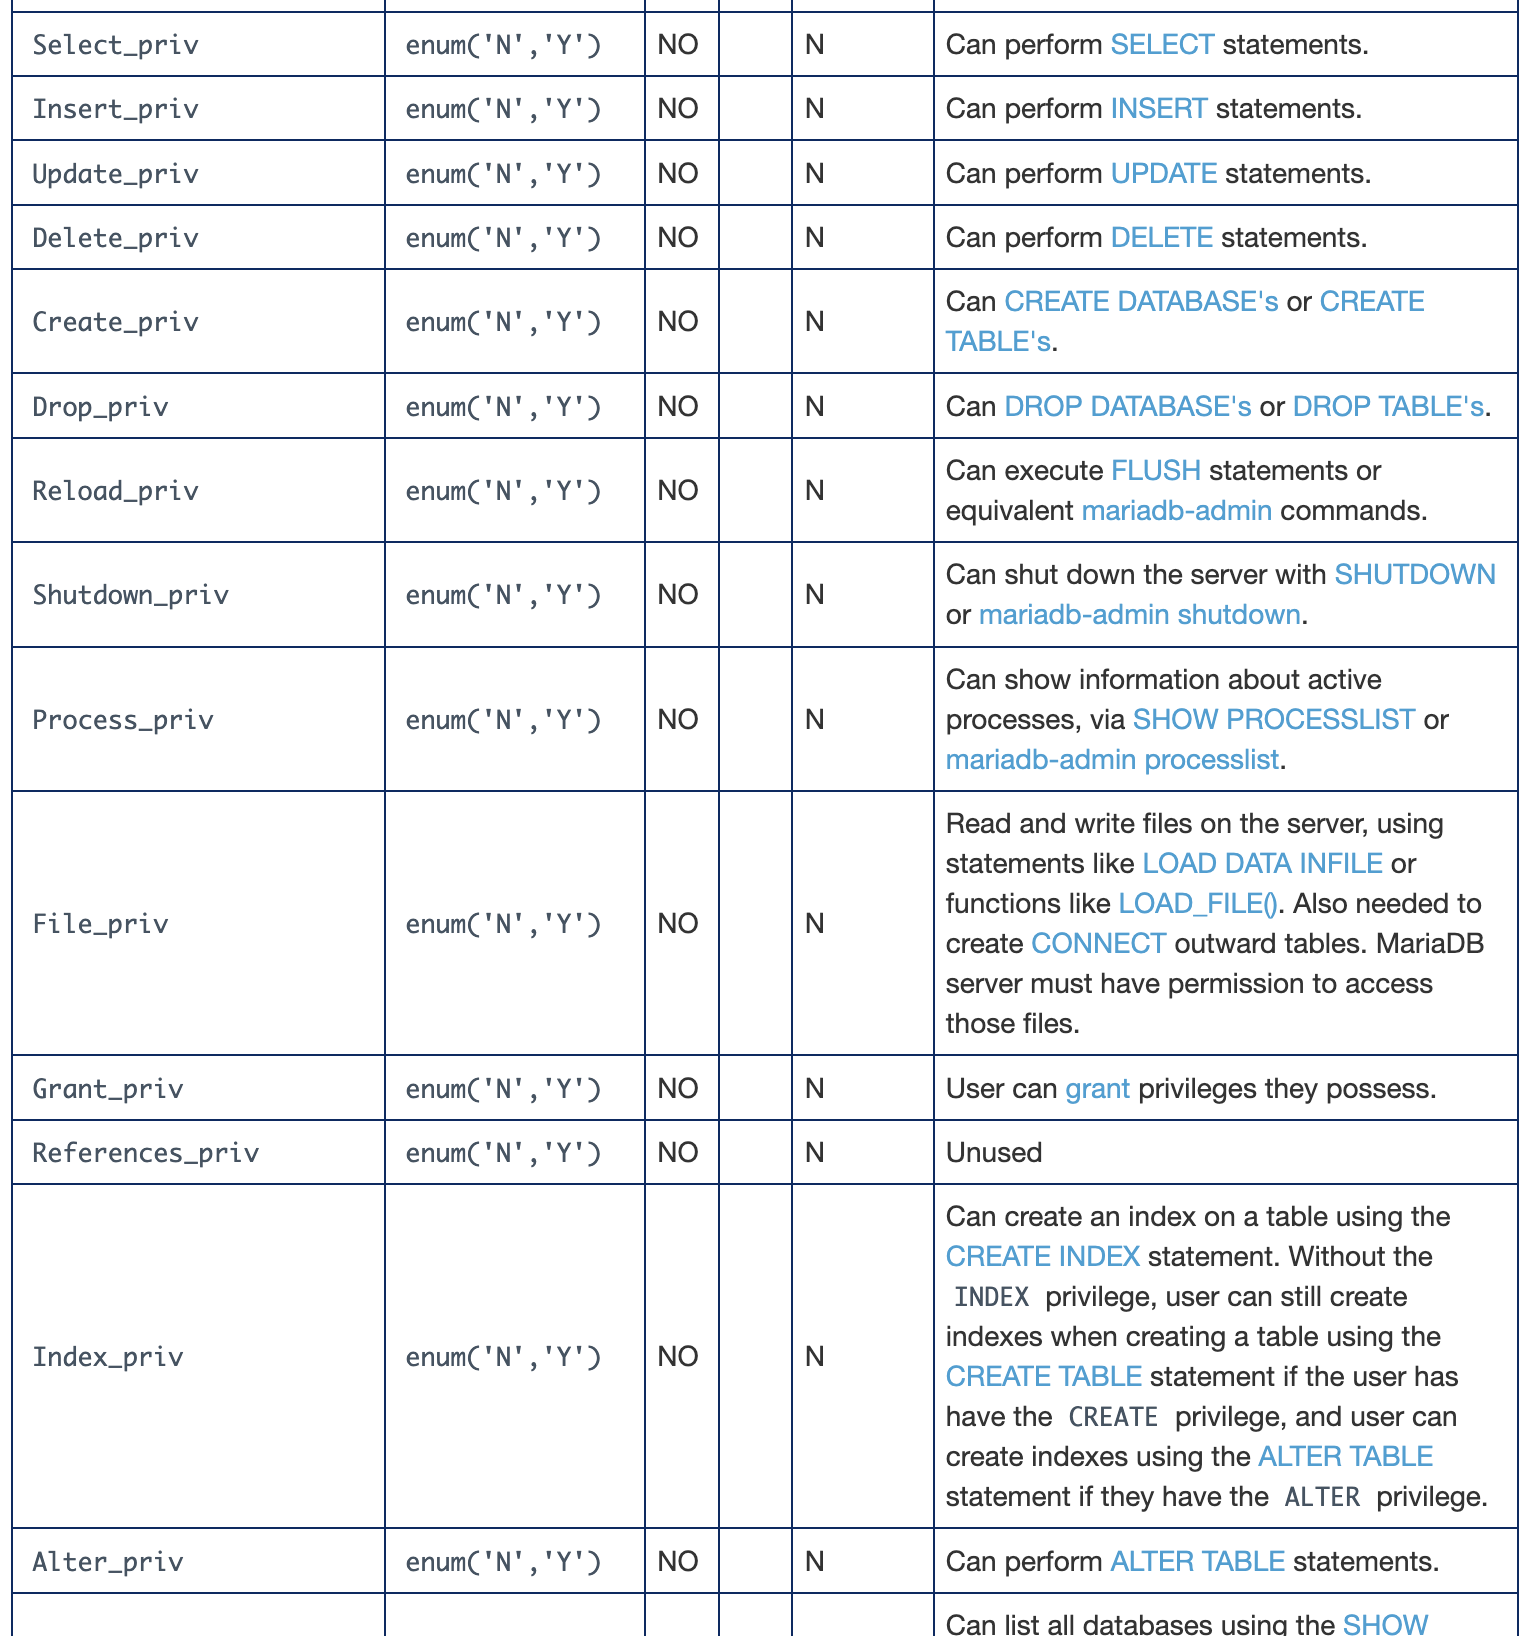 Select_priv enum('N','Y') NO N Can perform SELECT statements.
Insert_priv enum('N','Y') NO N Can perform INSERT statements.
Update_priv enum('N','Y') NO N Can perform UPDATE statements.
Delete_priv enum('N','Y') NO N Can perform DELETE statements.
Create_priv enum('N','Y') NO N Can CREATE DATABASE's or CREATE
TABLE's.
Drop_priv enum('N','Y') NO N Can DROP DATABASE's or DROP TABLE's.
Reload_priv enum('N','Y') NO N Can execute FLUSH statements or
equivalent mariadb-admin commands.
Shutdown_priv enum('N','Y') NO N Can shut down the server with SHUTDOWN
or mariadb-admin shutdown.
Process_priv enum('N','Y') NO N Can show information about active
processes, via SHOW PROCESSLIST or
mariadb-admin processlist.
File_priv enum('N','Y') NO N Read and write files on the server, using
statements like LOAD DATA INFILE or
functions like LOAD_FILE(). Also needed to
create CONNECT outward tables. MariaDB
server must have permission to access
those files.
Grant_priv enum('N','Y') NO N User can grant privileges they possess.
References_priv enum('N','Y') NO N Unused
Index_priv enum('N','Y') NO N Can create an index on a table using the
CREATE INDEX statement. Without the
INDEX privilege, user can still create
indexes when creating a table using the
CREATE TABLE statement if the user has
have the CREATE privilege, and user can
create indexes using the ALTER TABLE
statement if they have the ALTER privilege.
Alter_priv enum('N','Y') NO N Can perform ALTER TABLE statements.
Can list all databases using the SHOW